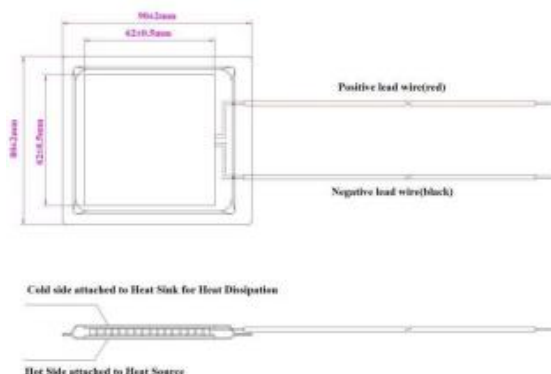 90±2mm
62±0.5mm
Positive lead wire(red)
80±2mm
62±0.5mm
Negative lead wire(black)
Cold side attached to Heat Sink for Heat Dissipation
Hot Side attached to Heat Source